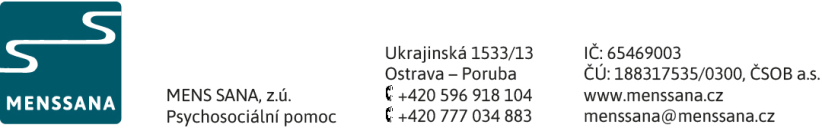 MENSSANA
MENS SANA, z.ú.
Psychosociální pomoc
Ukrajinská 1533/13
Ostrava – Poruba
+420 596 918 104
+420 777 034 883
IČ: 65469003
ČÚ: 188317535/0300, ČSOB a.s.
www.menssana.cz
menssana@menssana.cz